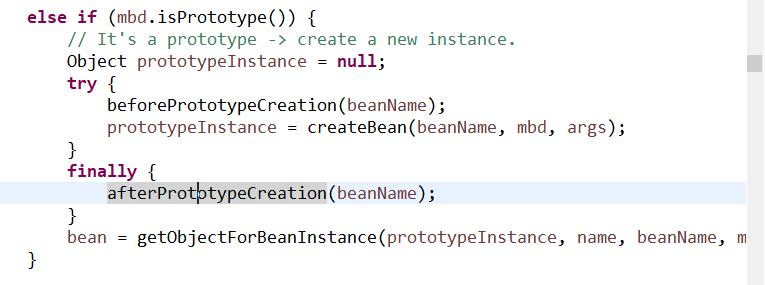 else if (mbd.isPrototype()) {
// It's a prototype -> create a new instance.
Object prototypeInstance = null;
try {
beforePrototypeCreation(beanName);
prototypeInstance = createBean(beanName, mbd, args);
}
finally {
afterPrototypeCreation(beanName);
}
bean = getObjectForBeanInstance(prototypeInstance, name, beanName, m
}